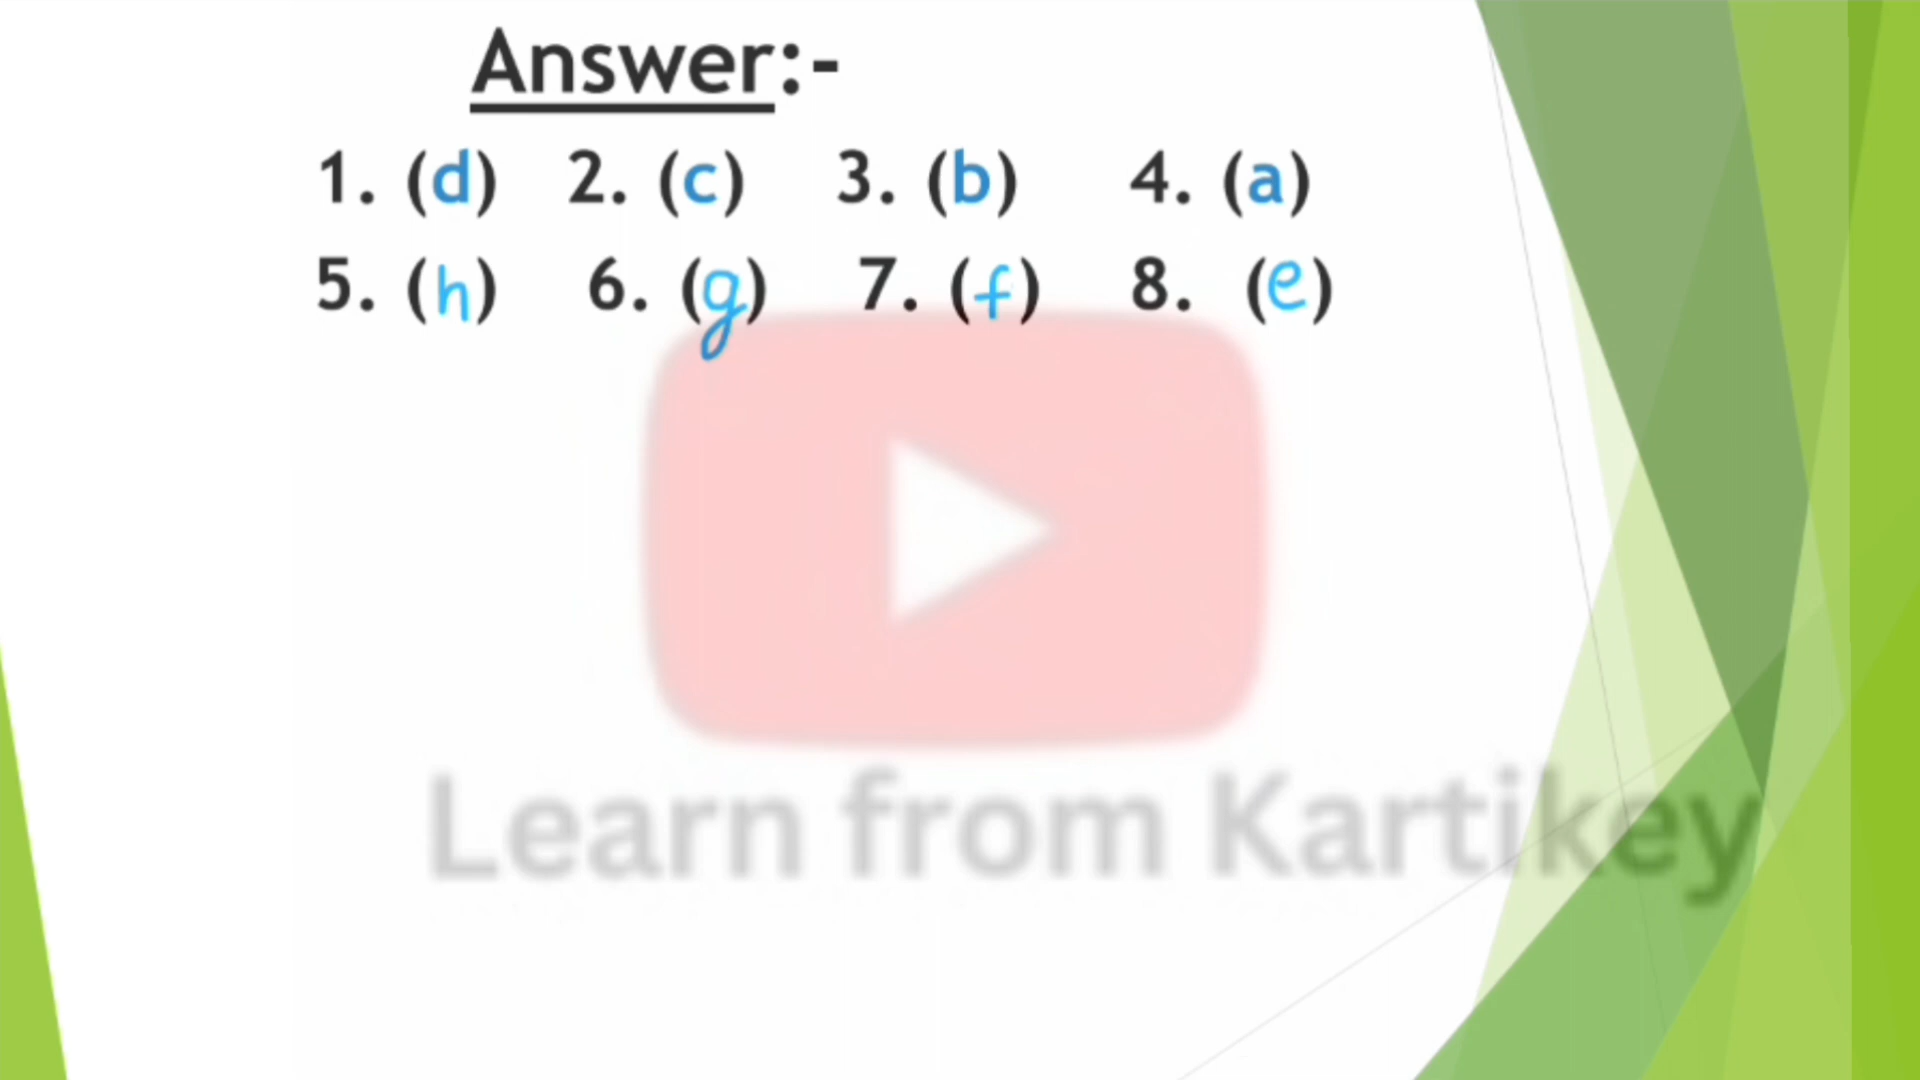 Answer:-
1. (d) 2. (c) 3. (b) 4. (a)
5. (h) 6. (g) 7. (f) 8. (e)
Learn from Kartikey